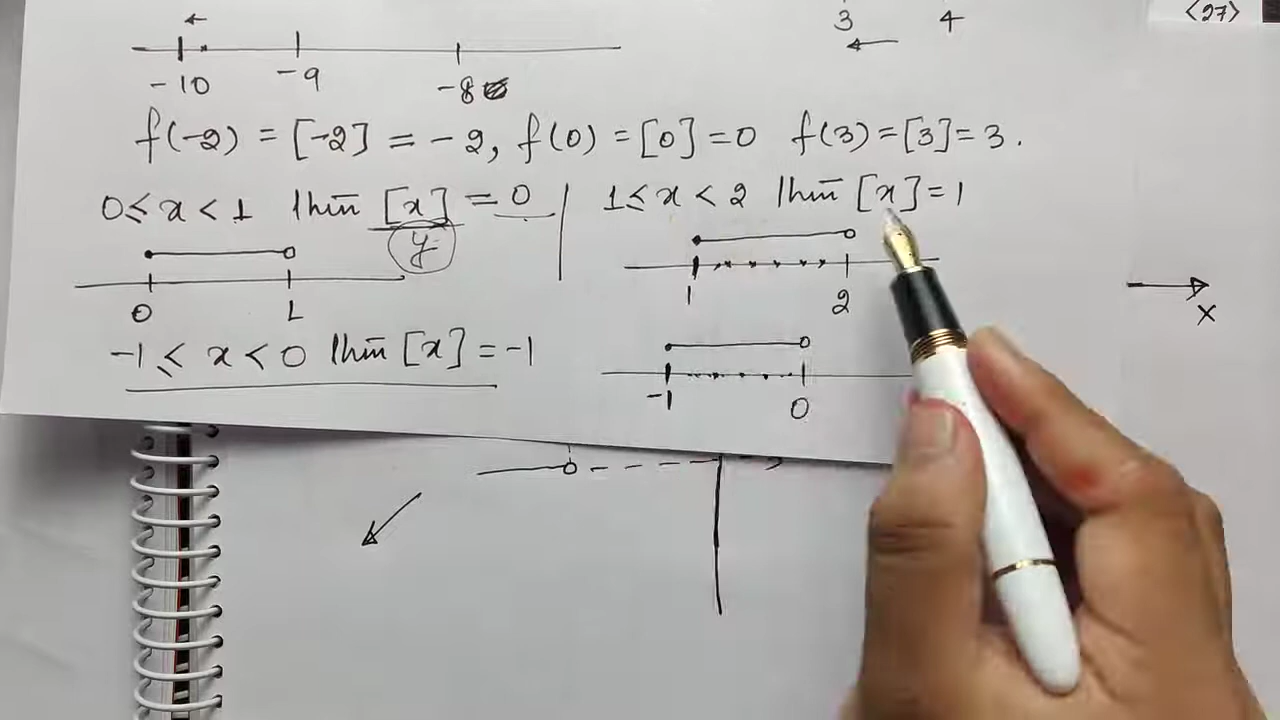 3 4
<27>
-10 -9 -8
f(-2) = [-2] = -2, f(0) = [0] = 0 f(3) = [3] = 3.
0 ≤ x < 1 then [x] = 0
y
1 ≤ x < 2 then [x] = 1
0 1
1 2
x
-1 ≤ x < 0 then [x] = -1
-1 0